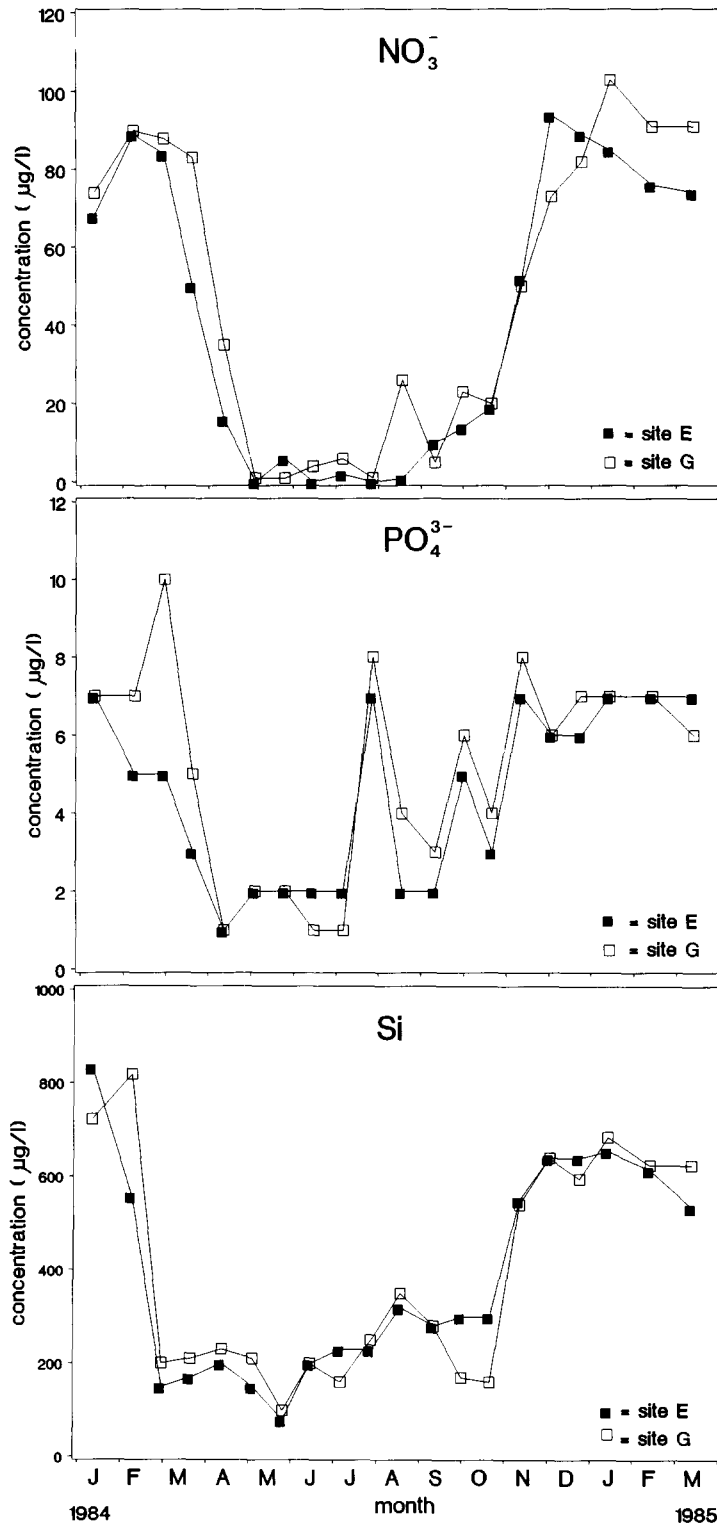 NO₃⁻
concentration ( µg/l)
120
100
80
60
40
20
0
■ = site E
□ = site G
PO₄³⁻
concentration ( µg/l)
12
10
8
6
4
2
0
■ = site E
□ = site G
Si
concentration ( µg/l)
1000
800
600
400
200
0
■ = site E
□ = site G
J F M A M J J A S O N D J F M
1984 month 1985